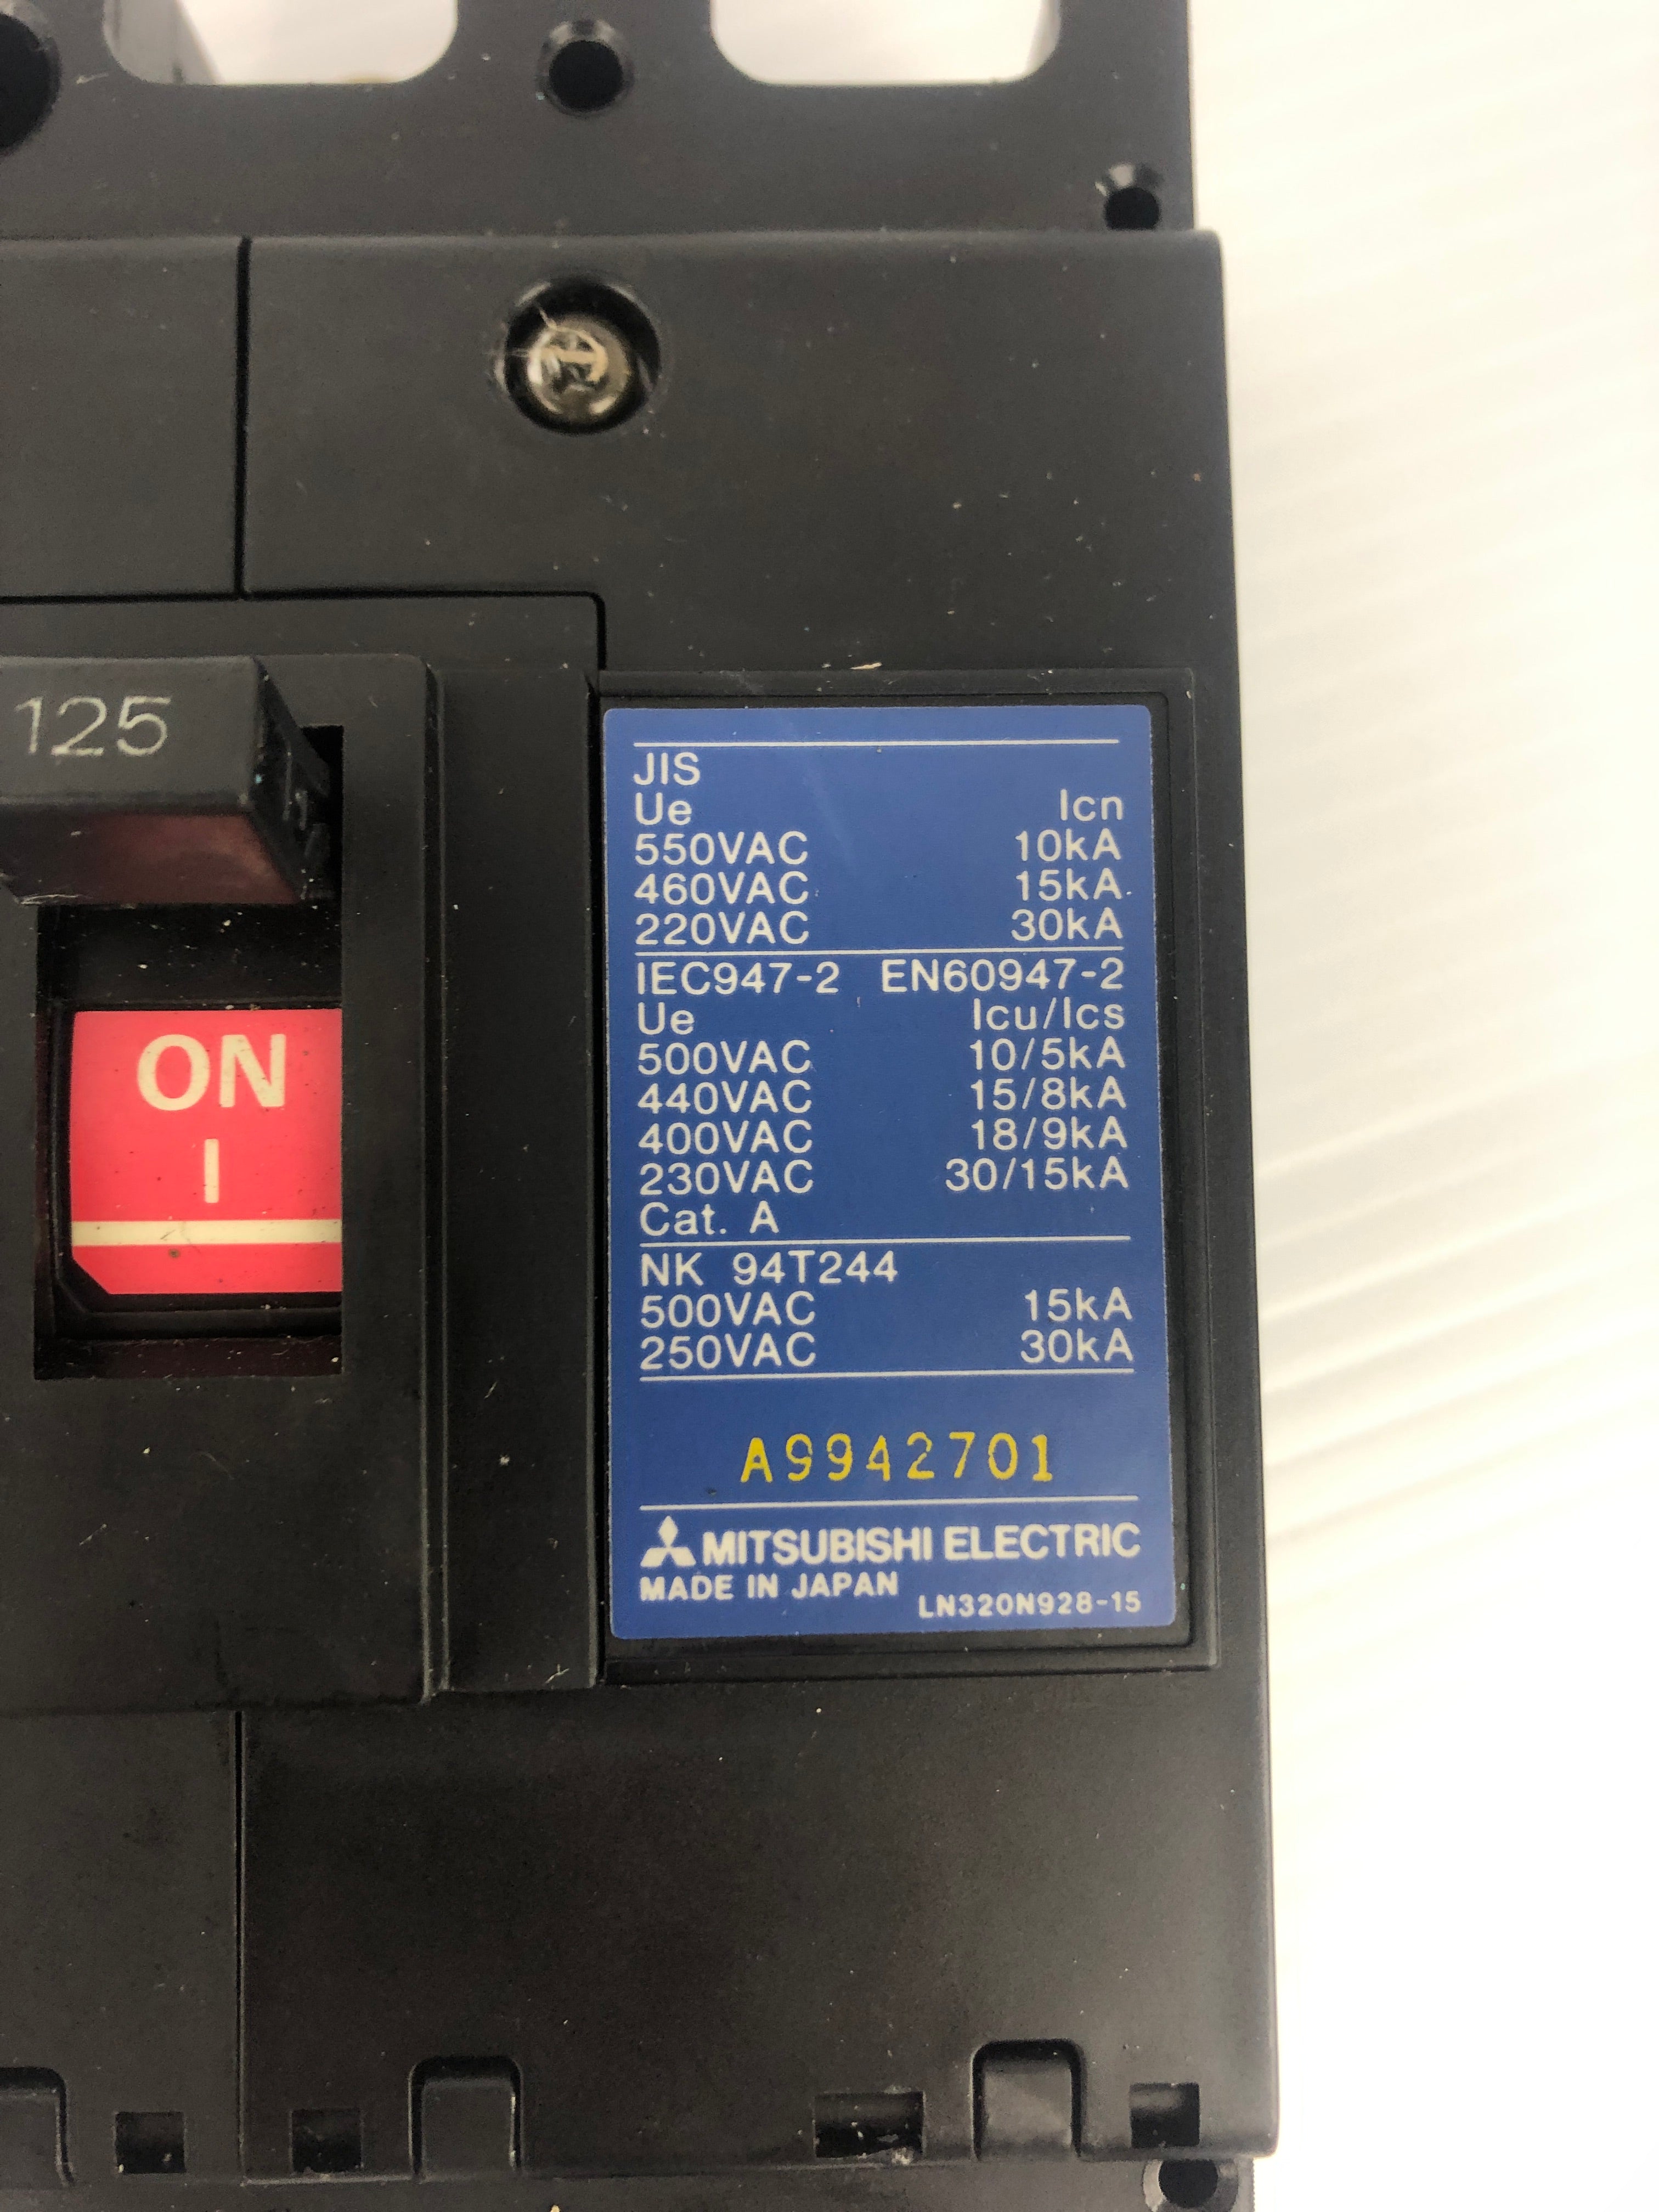 125
ON
I
JIS
Ue Icn
550VAC 10kA
460VAC 15kA
220VAC 30kA
IEC947-2 EN60947-2
Ue Icu/Ics
500VAC 10/5kA
440VAC 15/8kA
400VAC 18/9kA
230VAC 30/15kA
Cat. A
NK 94T244
500VAC 15kA
250VAC 30kA
A9942701
MITSUBISHI ELECTRIC
MADE IN JAPAN
LN320N928-15